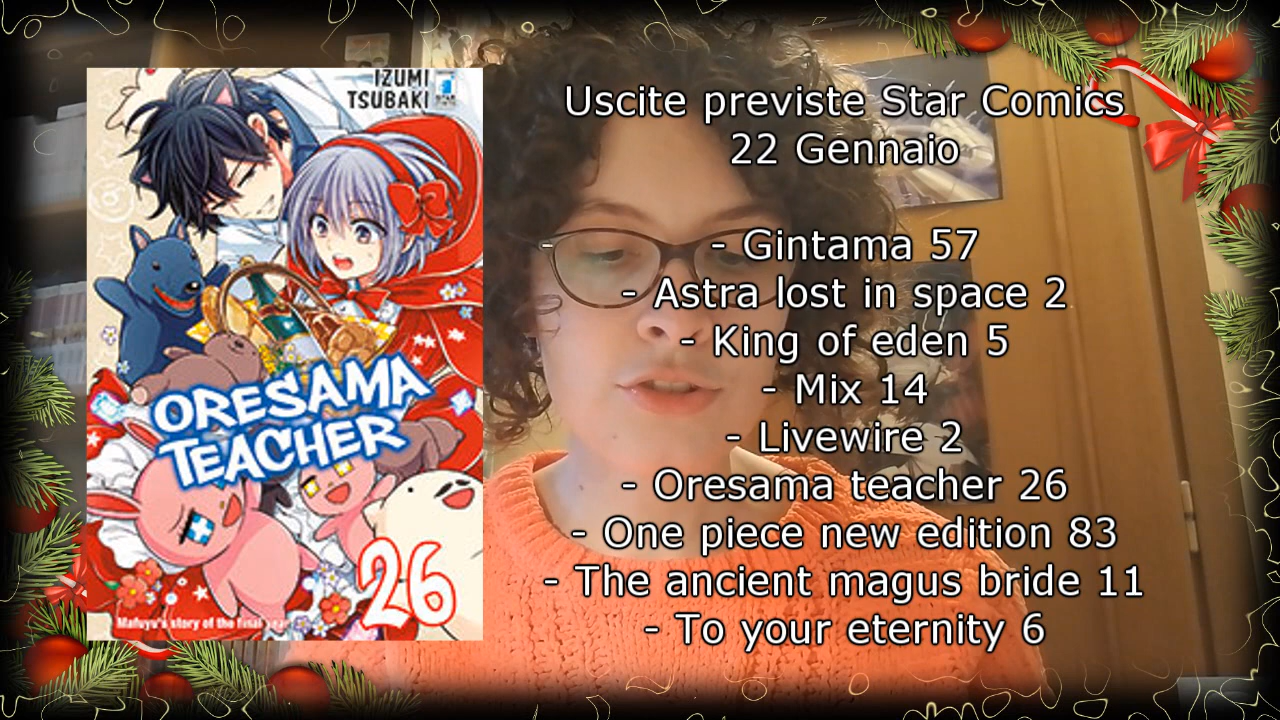 IZUMI
TSUBAKI
STAR
ORESAMA
TEACHER
26
Mafuyu's story of the final year
Uscite previste Star Comics
22 Gennaio
-
- Gintama 57
- Astra lost in space 2
- King of eden 5
- Mix 14
- Livewire 2
- Oresama teacher 26
- One piece new edition 83
- The ancient magus bride 11
- To your eternity 6